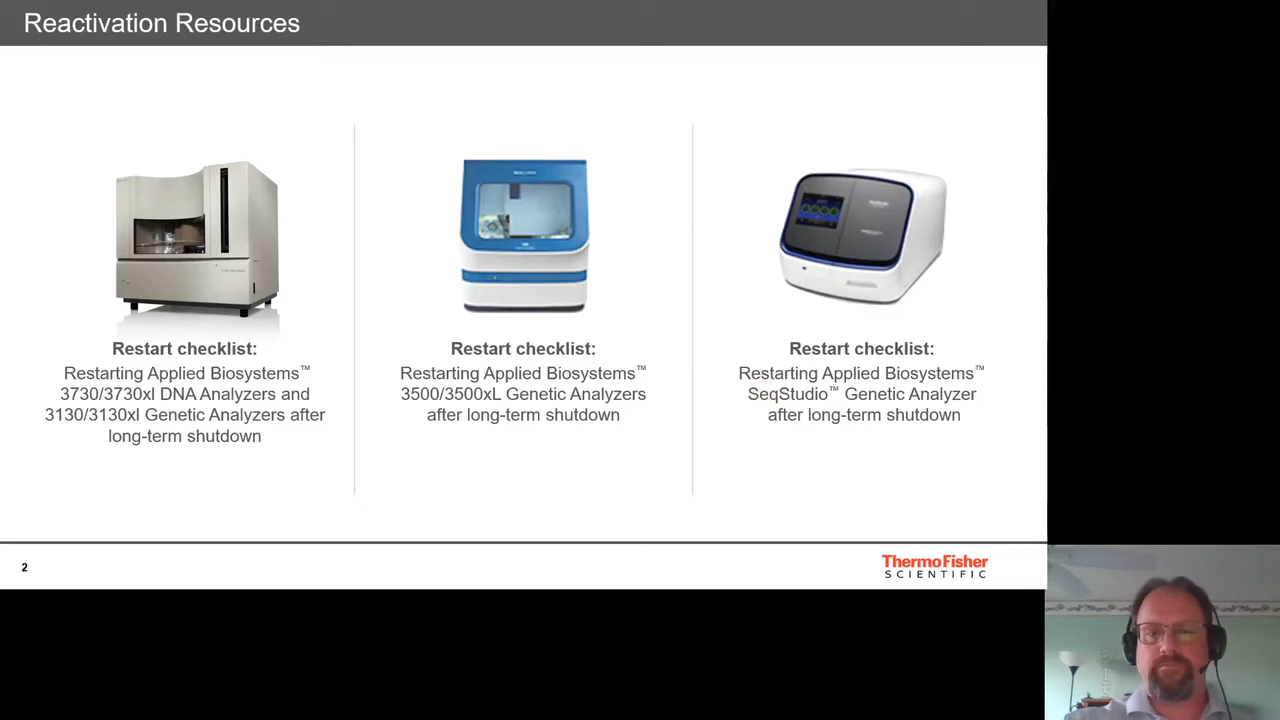 Reactivation Resources
Restart checklist:
Restarting Applied Biosystems™
3730/3730xl DNA Analyzers and
3130/3130xl Genetic Analyzers after
long-term shutdown
Restart checklist:
Restarting Applied Biosystems™
3500/3500xL Genetic Analyzers
after long-term shutdown
Restart checklist:
Restarting Applied Biosystems™
SeqStudio™ Genetic Analyzer
after long-term shutdown
2
ThermoFisher
SCIENTIFIC